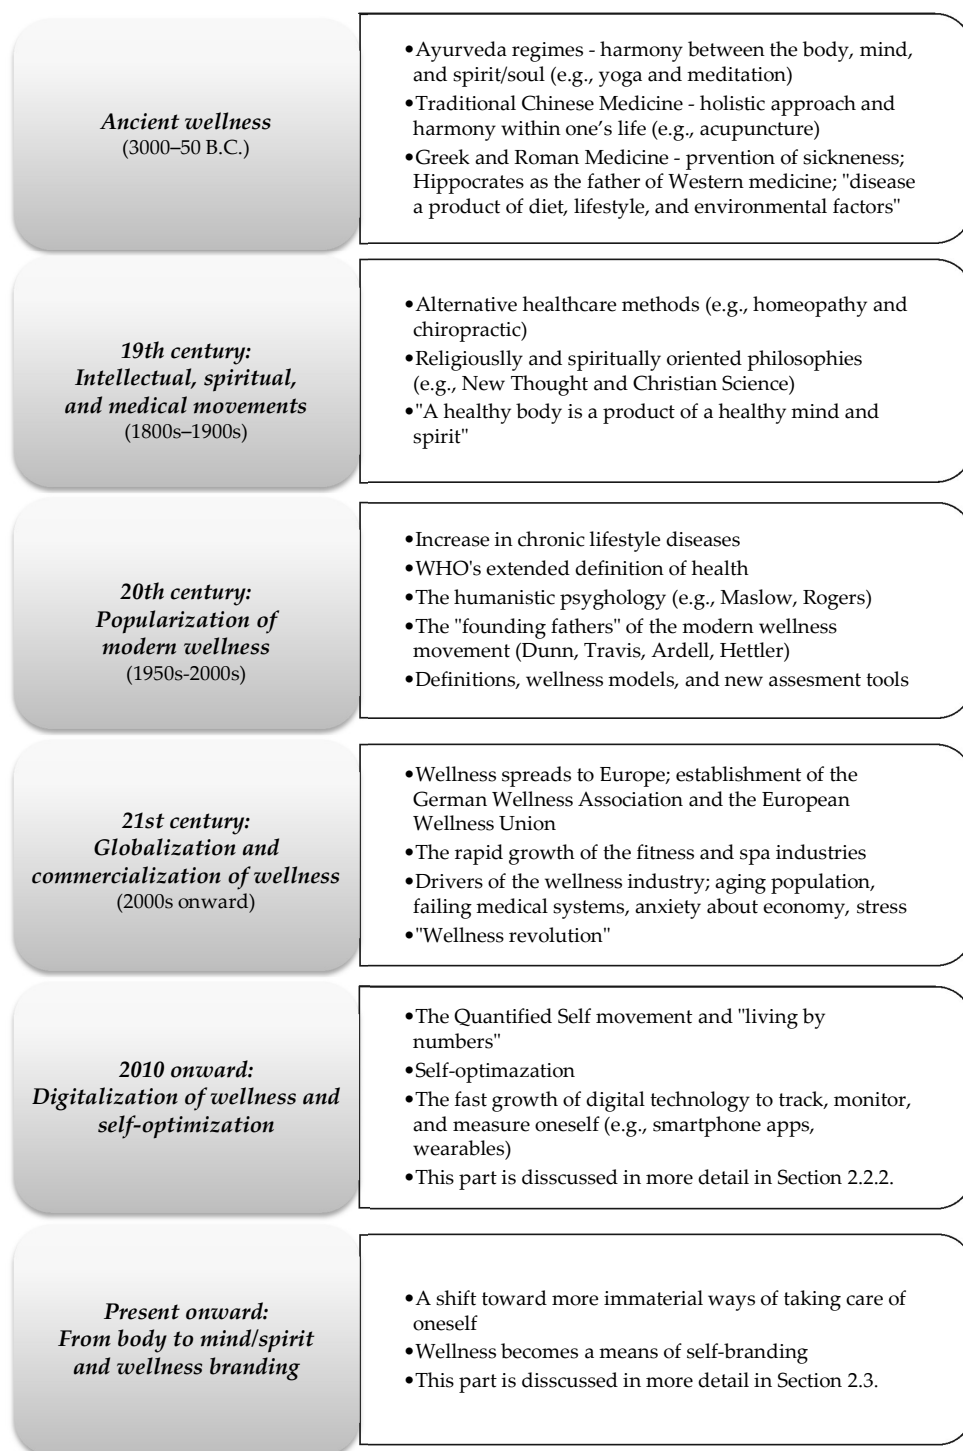 Ancient wellness
(3000–50 B.C.)
•Ayurveda regimes - harmony between the body, mind,
and spirit/soul (e.g., yoga and meditation)
•Traditional Chinese Medicine - holistic approach and
harmony within one’s life (e.g., acupuncture)
•Greek and Roman Medicine - prvention of sickneness;
Hippocrates as the father of Western medicine; "disease
a product of diet, lifestyle, and environmental factors"
19th century:
Intellectual, spiritual,
and medical movements
(1800s–1900s)
•Alternative healthcare methods (e.g., homeopathy and
chiropractic)
•Religiouslly and spiritually oriented philosophies
(e.g., New Thought and Christian Science)
•"A healthy body is a product of a healthy mind and
spirit"
20th century:
Popularization of
modern wellness
(1950s-2000s)
•Increase in chronic lifestyle diseases
•WHO's extended definition of health
•The humanistic psyghology (e.g., Maslow, Rogers)
•The "founding fathers" of the modern wellness
movement (Dunn, Travis, Ardell, Hettler)
•Definitions, wellness models, and new assesment tools
21st century:
Globalization and
commercialization of wellness
(2000s onward)
•Wellness spreads to Europe; establishment of the
German Wellness Association and the European
Wellness Union
•The rapid growth of the fitness and spa industries
•Drivers of the wellness industry; aging population,
failing medical systems, anxiety about economy, stress
•"Wellness revolution"
2010 onward:
Digitalization of wellness and
self-optimization
•The Quantified Self movement and "living by
numbers"
•Self-optimazation
•The fast growth of digital technology to track, monitor,
and measure oneself (e.g., smartphone apps,
wearables)
•This part is disscussed in more detail in Section 2.2.2.
Present onward:
From body to mind/spirit
and wellness branding
•A shift toward more immaterial ways of taking care of
oneself
•Wellness becomes a means of self-branding
•This part is disscussed in more detail in Section 2.3.